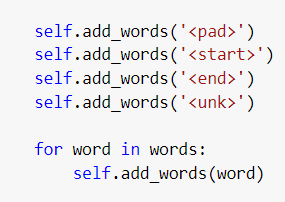 self.add_words('<pad>')
self.add_words('<start>')
self.add_words('<end>')
self.add_words('<unk>')
for word in words:
    self.add_words(word)